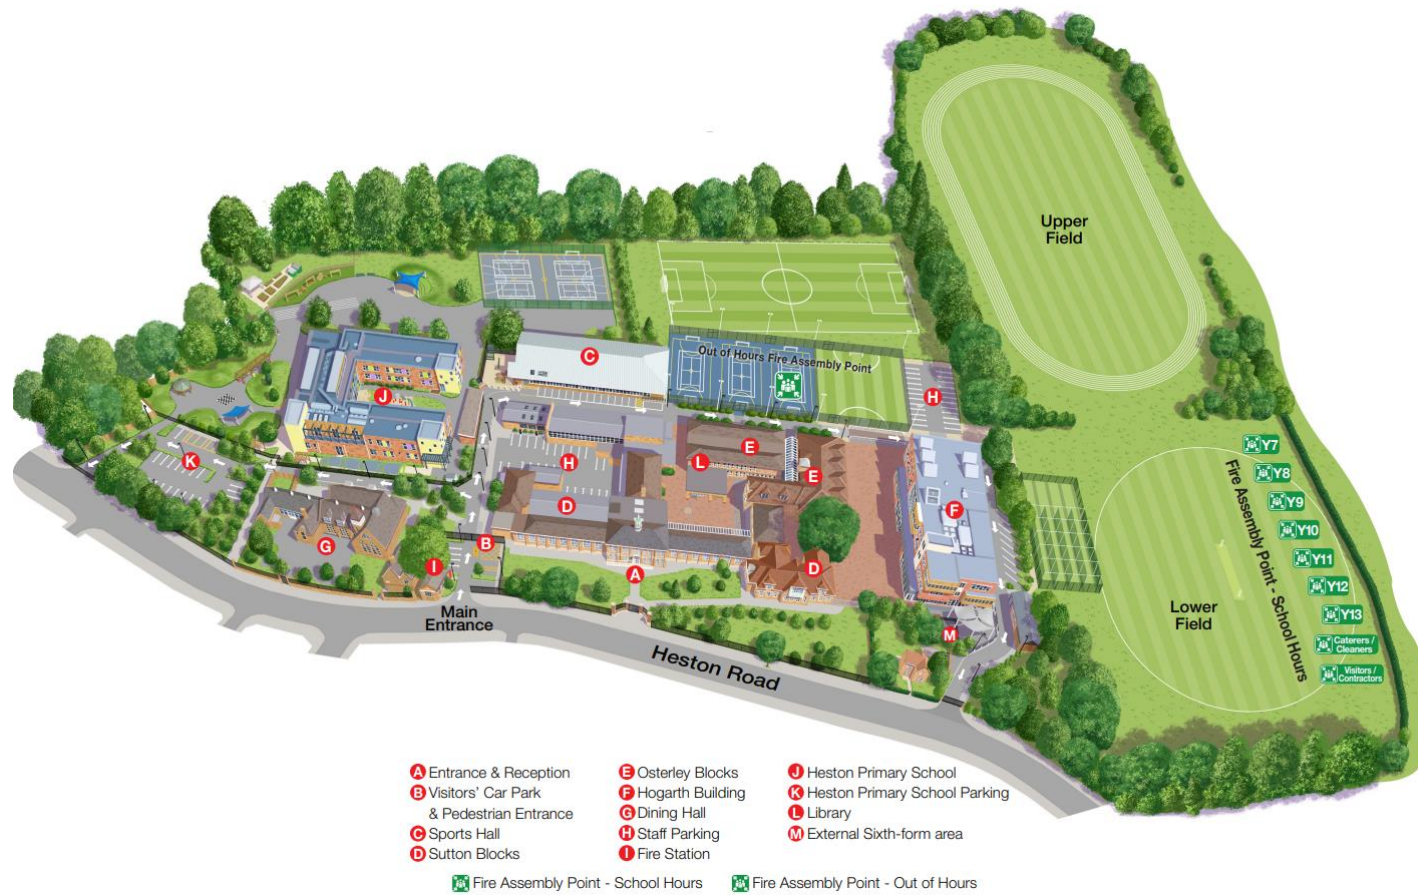 Upper
Field
Out of Hours Fire Assembly Point
C
J
H
E
L
E
K
H
D
F
G
B
I
A
D
M
Y7
Y8
Y9
Y10
Y11
Y12
Y13
Caterers /
Cleaners
Visitors /
Contractors
Fire Assembly Point - School Hours
Lower
Field
Main
Entrance
Heston Road
A Entrance & Reception
B Visitors' Car Park
& Pedestrian Entrance
C Sports Hall
D Sutton Blocks
E Osterley Blocks
F Hogarth Building
G Dining Hall
H Staff Parking
I Fire Station
J Heston Primary School
K Heston Primary School Parking
L Library
M External Sixth-form area
Fire Assembly Point - School Hours
Fire Assembly Point - Out of Hours